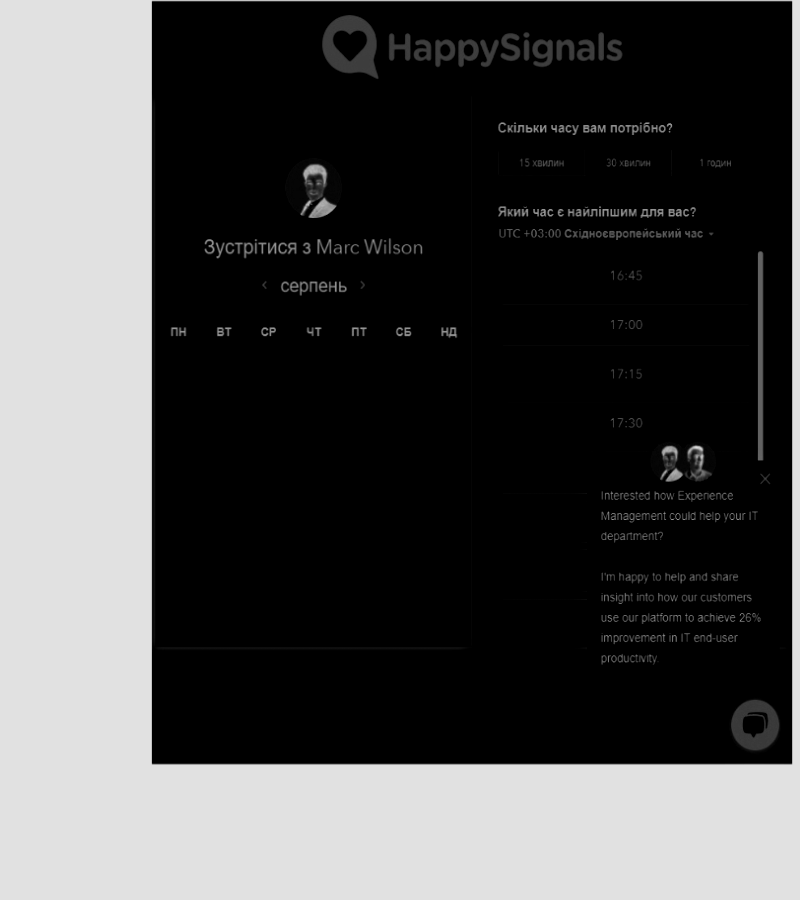 HappySignals
Зустрітися з Marc Wilson
серпень
ПН ВТ СР ЧТ ПТ СБ НД
Скільки часу вам потрібно?
15 хвилин 30 хвилин 1 годин
Який час є найліпшим для вас?
UTC +03:00 Східноєвропейський час
16:45
17:00
17:15
17:30
Interested how Experience
Management could help your IT
department?
I'm happy to help and share
insight into how our customers
use our platform to achieve 26%
improvement in IT end-user
productivity.